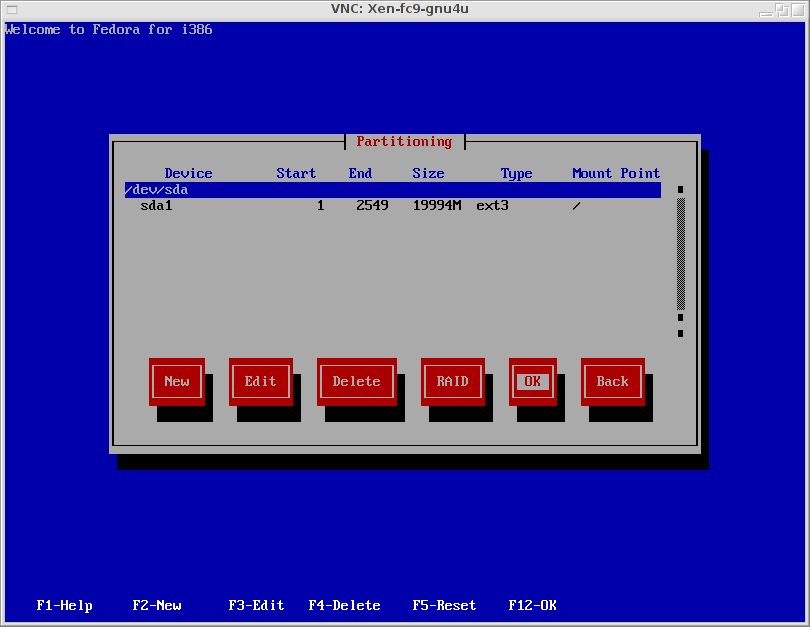 VNC: Xen-fc9-gnu4u
Welcome to Fedora for i386
Partitioning
Device Start End Size Type Mount Point
/dev/sda
sda1 1 2549 19994M ext3 /
New Edit Delete RAID OK Back
F1-Help F2-New F3-Edit F4-Delete F5-Reset F12-OK